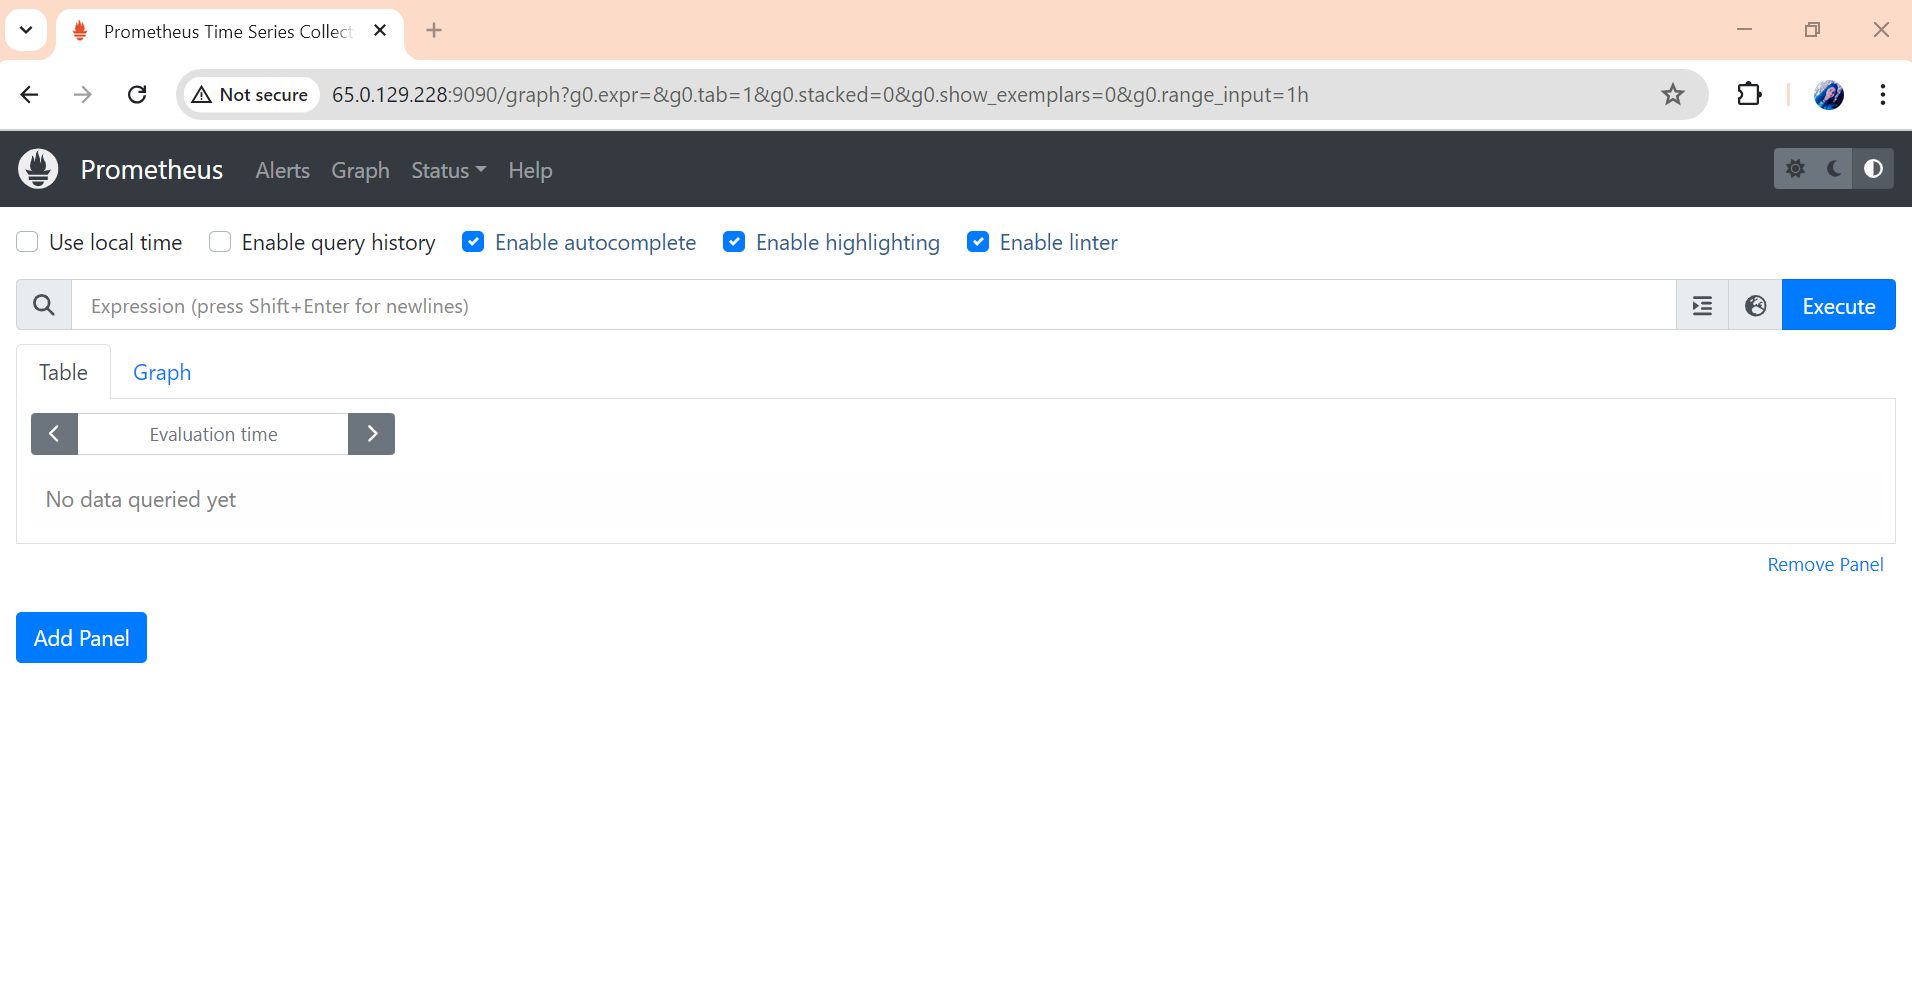 Prometheus Time Series Collect
Not secure 65.0.129.228:9090/graph?g0.expr=&g0.tab=1&g0.stacked=0&g0.show_exemplars=0&g0.range_input=1h
Prometheus Alerts Graph Status Help
Use local time Enable query history Enable autocomplete Enable highlighting Enable linter
Expression (press Shift+Enter for newlines) Execute
Table Graph
Evaluation time
No data queried yet
Remove Panel
Add Panel